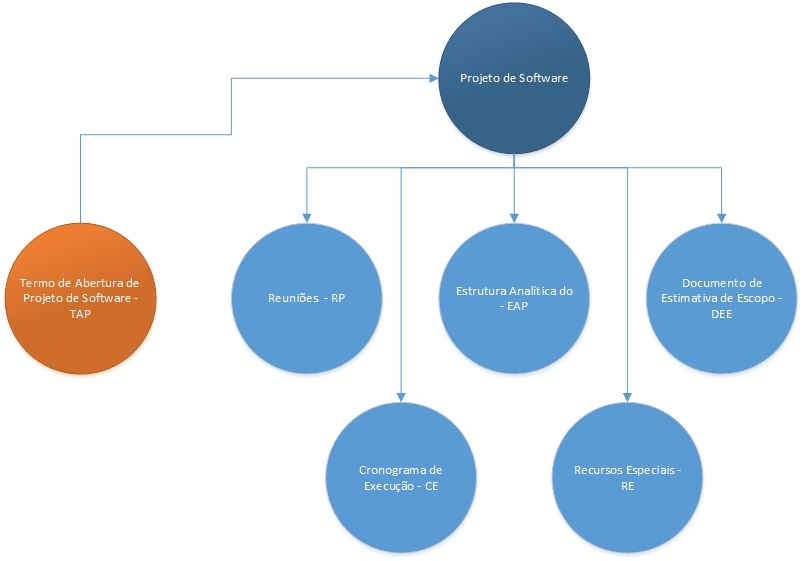 Projeto de Software
Termo de Abertura de
Projeto de Software -
TAP
Reuniões - RP
Estrutura Analítica do
- EAP
Documento de
Estimativa de Escopo -
DEE
Cronograma de
Execução - CE
Recursos Especiais -
RE